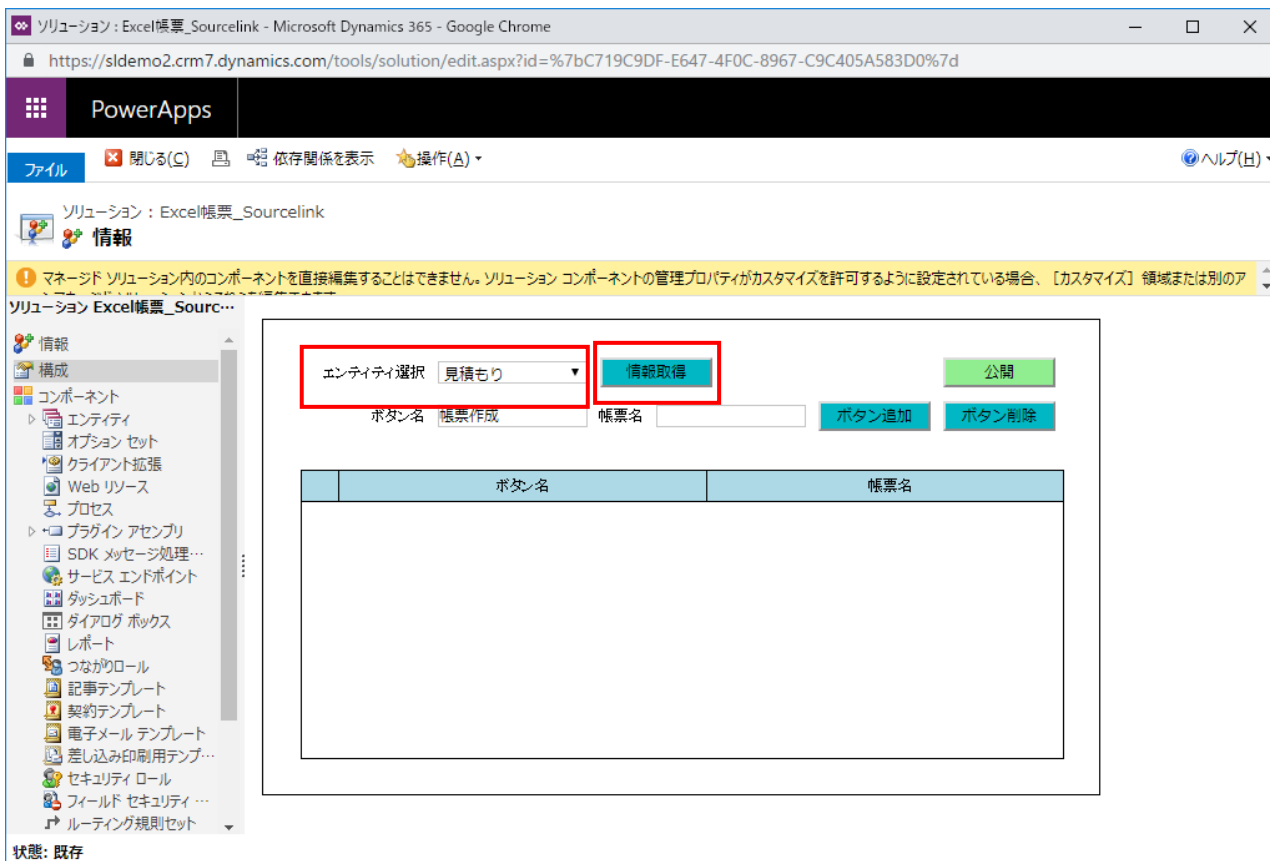 ソリューション : Excel帳票_Sourcelink - Microsoft Dynamics 365 - Google Chrome
https://sldemo2.crm7.dynamics.com/tools/solution/edit.aspx?id=%7bC719C9DF-E647-4F0C-8967-C9C405A583D0%7d
PowerApps
ファイル 閉じる(C) 依存関係を表示 操作(A) ヘルプ(H)
ソリューション : Excel帳票_Sourcelink
情報
マネージド ソリューション内のコンポーネントを直接編集することはできません。ソリューション コンポーネントの管理プロパティがカスタマイズを許可するように設定されている場合、[カスタマイズ] 領域または別のア
ソリューション Excel帳票_Sourc…
情報
構成
コンポーネント
エンティティ
オプション セット
クライアント拡張
Web リソース
プロセス
プラグイン アセンブリ
SDK メッセージ処理…
サービス エンドポイント
ダッシュボード
ダイアログ ボックス
レポート
つながりロール
記事テンプレート
契約テンプレート
電子メール テンプレート
差し込み印刷用テンプ…
セキュリティ ロール
フィールド セキュリティ …
ルーティング規則セット
エンティティ選択 見積もり 情報取得 公開
ボタン名 帳票作成 帳票名 ボタン追加 ボタン削除
ボタン名 帳票名
状態: 既存